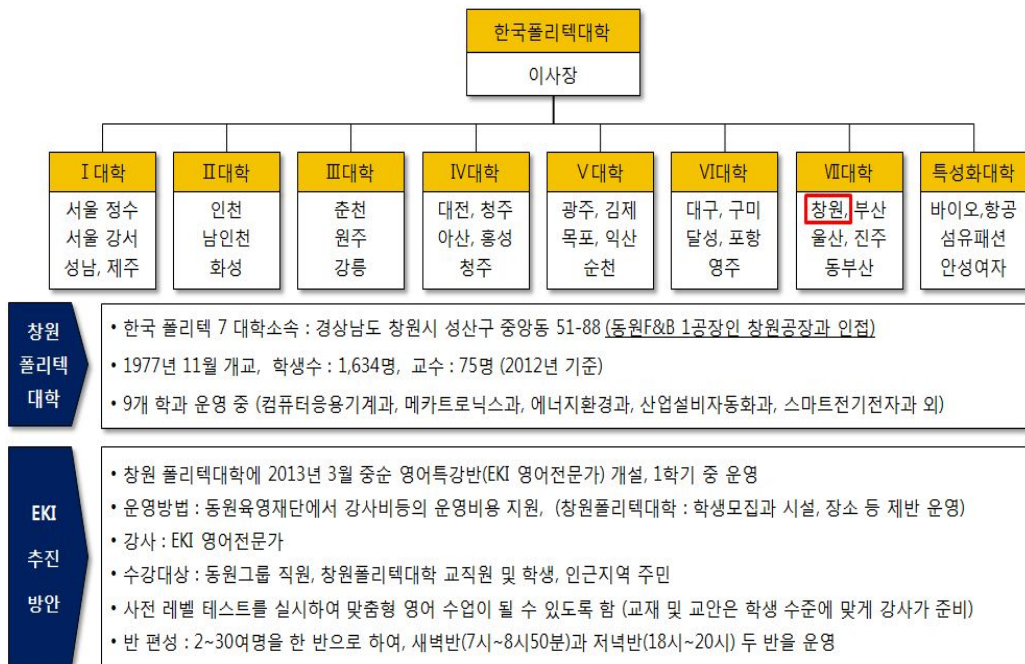 한국폴리텍대학
이사장
Ⅰ대학
서울 정수
서울 강서
성남, 제주
Ⅱ대학
인천
남인천
화성
Ⅲ대학
춘천
원주
강릉
Ⅳ대학
대전, 청주
아산, 홍성
청주
Ⅴ대학
광주, 김제
목포, 익산
순천
Ⅵ대학
대구, 구미
달성, 포항
영주
Ⅶ대학
창원, 부산
울산, 진주
동부산
특성화대학
바이오,항공
섬유패션
안성여자
창원
폴리텍
대학
• 한국 폴리텍 7 대학소속 : 경상남도 창원시 성산구 중앙동 51-88 (동원F&B 1공장인 창원공장과 인접)
• 1977년 11월 개교, 학생수 : 1,634명, 교수 : 75명 (2012년 기준)
• 9개 학과 운영 중 (컴퓨터응용기계과, 메카트로닉스과, 에너지환경과, 산업설비자동화과, 스마트전기전자과 외)
EKI
추진
방안
• 창원 폴리텍대학에 2013년 3월 중순 영어특강반(EKI 영어전문가) 개설, 1학기 중 운영
• 운영방법 : 동원육영재단에서 강사비등의 운영비용 지원, (창원폴리텍대학 : 학생모집과 시설, 장소 등 제반 운영)
• 강사 : EKI 영어전문가
• 수강대상 : 동원그룹 직원, 창원폴리텍대학 교직원 및 학생, 인근지역 주민
• 사전 레벨 테스트를 실시하여 맞춤형 영어 수업이 될 수 있도록 함 (교재 및 교안은 학생 수준에 맞게 강사가 준비)
• 반 편성 : 2~30여명을 한 반으로 하여, 새벽반(7시~8시50분)과 저녁반(18시~20시) 두 반을 운영